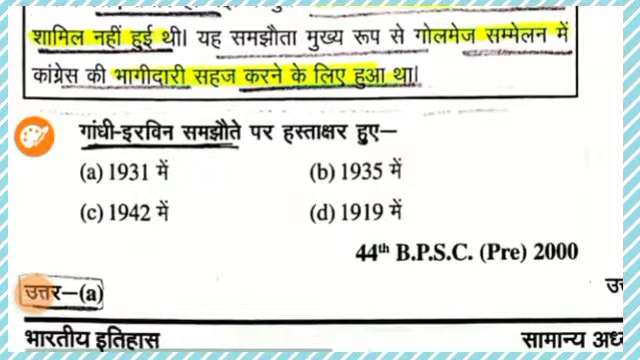 शामिल नहीं हुई थी। यह समझौता मुख्य रूप से गोलमेज सम्मेलन में
कांग्रेस की भागीदारी सहज करने के लिए हुआ था।
गांधी-इरविन समझौते पर हस्ताक्षर हुए–
(a) 1931 में
(b) 1935 में
(c) 1942 में
(d) 1919 में
44th B.P.S.C. (Pre) 2000
उत्तर–(a)
भारतीय इतिहास
सामान्य